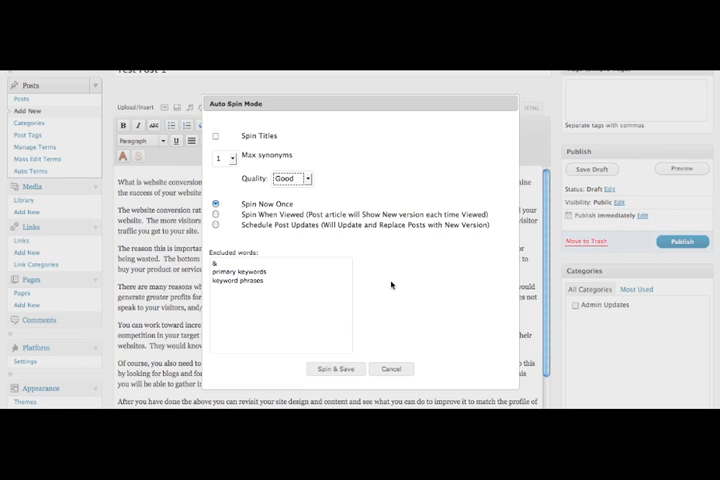 Test Post 1
Posts
Posts
Add New
Categories
Post Tags
Manage Terms
Mass Edit Terms
Auto Terms
Media
Library
Add New
Links
Links
Add New
Link Categories
Pages
Pages
Add New
Comments
Platform
Settings
Appearance
Themes
Upload/Insert
HTML
B I ABC
Paragraph U
A
What is website conversion
the success of your website
The website conversion rat
website. The more visitors
traffic you get to your site.
The reason this is important
being wasted. The bottom
buy your product or service
There are many reasons wh
generate greater profits for
speak to your visitors, and/
You can work toward incre
competition in your target
websites. They would know
Of course, you also need to
by looking for blogs and for
you will be able to gather in
After you have done the above you can revisit your site design and content and see what you can do to improve it to match the profile of
Auto Spin Mode
Spin Titles
1 Max synonyms
Quality: Good
Spin Now Once
Spin When Viewed (Post article will Show New version each time Viewed)
Schedule Post Updates (Will Update and Replace Posts with New Version)
Excluded words:
&
primary keywords
keyword phrases
Spin & Save Cancel
Separate tags with commas
Publish
Save Draft Preview
Status: Draft Edit
Visibility: Public Edit
Publish immediately Edit
Move to Trash Publish
Categories
All Categories Most Used
Admin Updates